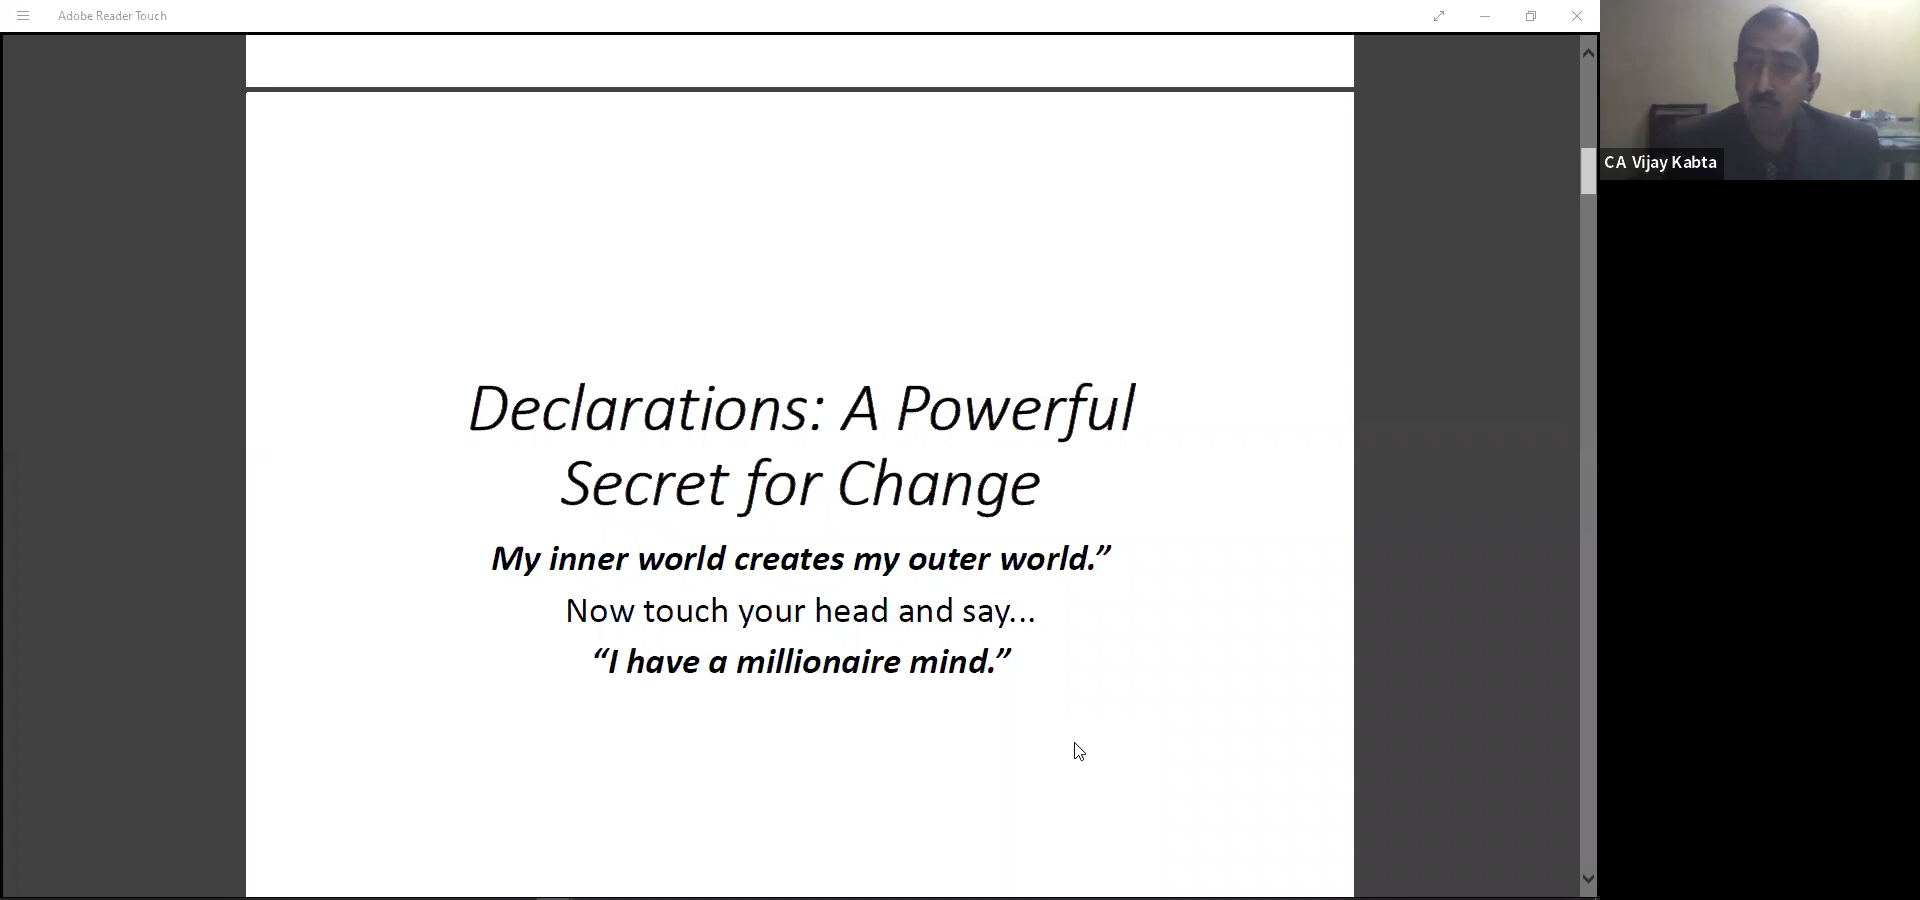 Adobe Reader Touch
CA Vijay Kabta
Declarations: A Powerful
Secret for Change
My inner world creates my outer world.”
Now touch your head and say...
“I have a millionaire mind.”